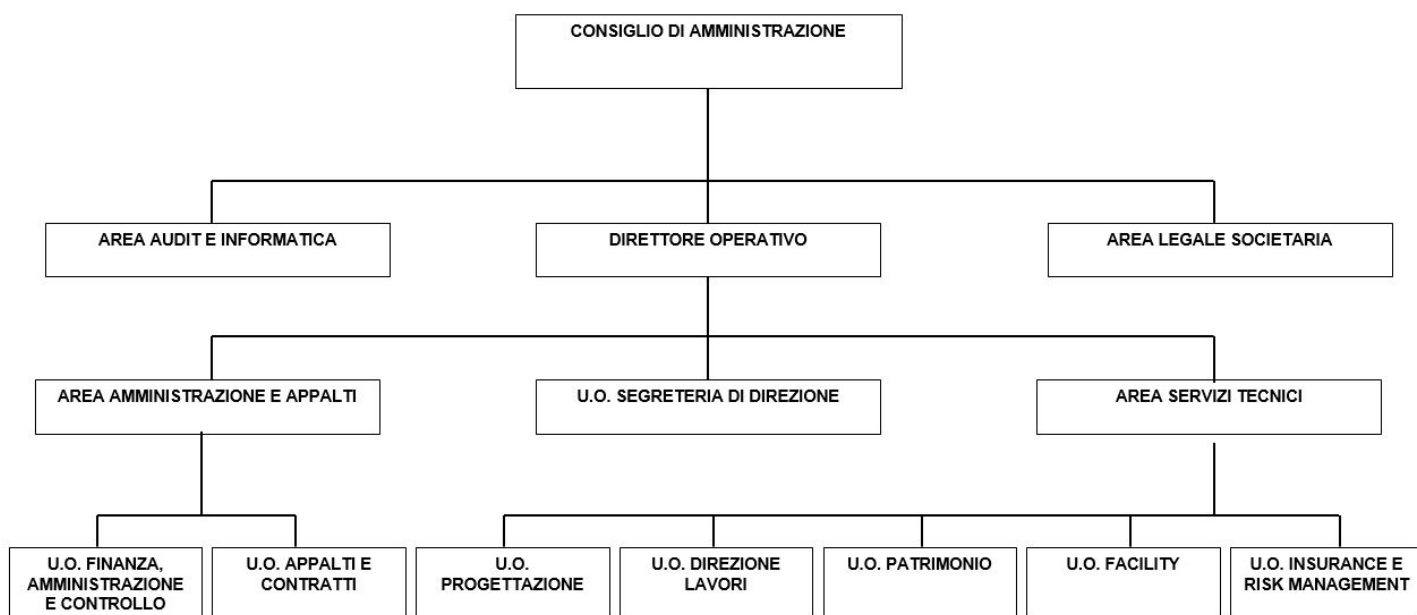 CONSIGLIO DI AMMINISTRAZIONE
AREA AUDIT E INFORMATICA
DIRETTORE OPERATIVO
AREA LEGALE SOCIETARIA
AREA AMMINISTRAZIONE E APPALTI
U.O. SEGRETERIA DI DIREZIONE
AREA SERVIZI TECNICI
U.O. FINANZA,
AMMINISTRAZIONE
E CONTROLLO
U.O. APPALTI E
CONTRATTI
U.O.
PROGETTAZIONE
U.O. DIREZIONE
LAVORI
U.O. PATRIMONIO
U.O. FACILITY
U.O. INSURANCE E
RISK MANAGEMENT